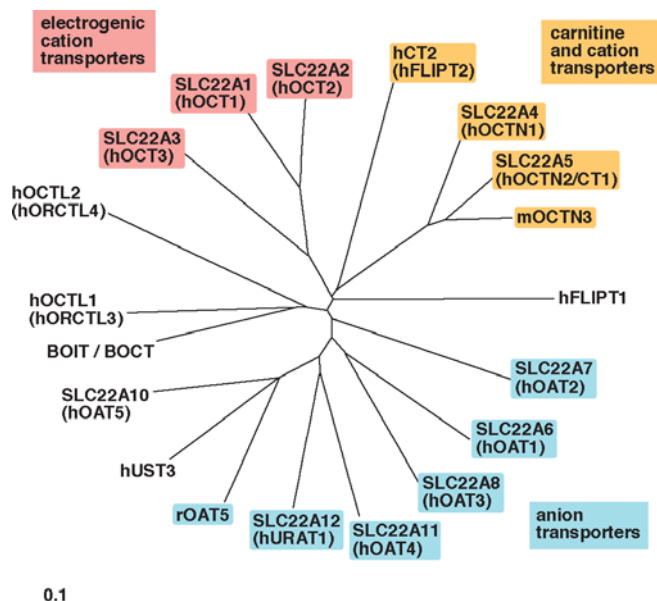 electrogenic
cation
transporters
SLC22A1
(hOCT1)
SLC22A2
(hOCT2)
hCT2
(hFLIPT2)
carnitine
and cation
transporters
SLC22A3
(hOCT3)
SLC22A4
(hOCTN1)
SLC22A5
(hOCTN2/CT1)
hOCTL2
(hORCTL4)
mOCTN3
hOCTL1
(hORCTL3)
hFLIPT1
BOIT / BOCT
SLC22A7
(hOAT2)
SLC22A10
(hOAT5)
SLC22A6
(hOAT1)
hUST3
SLC22A8
(hOAT3)
rOAT5
SLC22A12
(hURAT1)
SLC22A11
(hOAT4)
anion
transporters
0.1